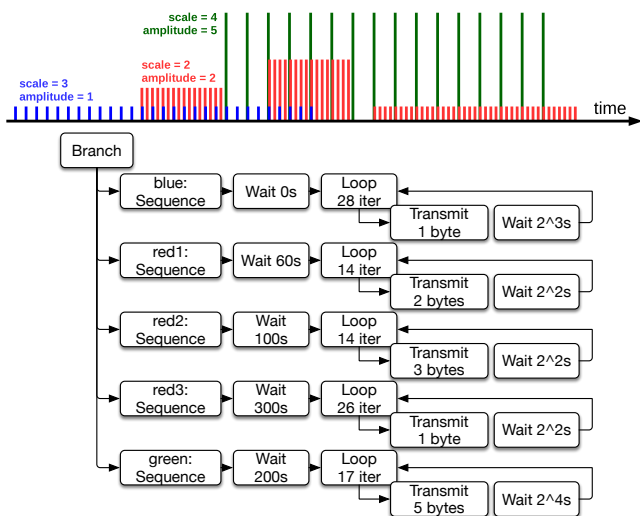 scale = 4
amplitude = 5
scale = 2
amplitude = 2
scale = 3
amplitude = 1
time
Branch
blue:
Sequence
Wait 0s
Loop
28 iter
Transmit
1 byte
Wait 2^3s
red1:
Sequence
Wait 60s
Loop
14 iter
Transmit
2 bytes
Wait 2^2s
red2:
Sequence
Wait
100s
Loop
14 iter
Transmit
3 bytes
Wait 2^2s
red3:
Sequence
Wait
300s
Loop
26 iter
Transmit
1 byte
Wait 2^2s
green:
Sequence
Wait
200s
Loop
17 iter
Transmit
5 bytes
Wait 2^4s